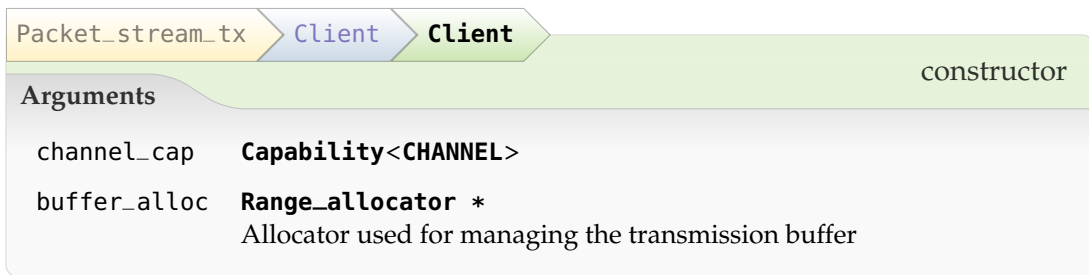 Packet_stream_tx Client Client
constructor
Arguments
channel_cap Capability<CHANNEL>
buffer_alloc Range_allocator *
Allocator used for managing the transmission buffer